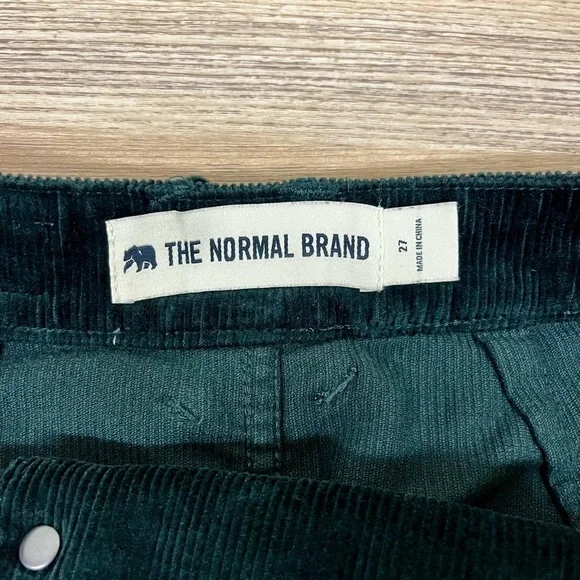 THE NORMAL BRAND
27
MADE IN CHINA